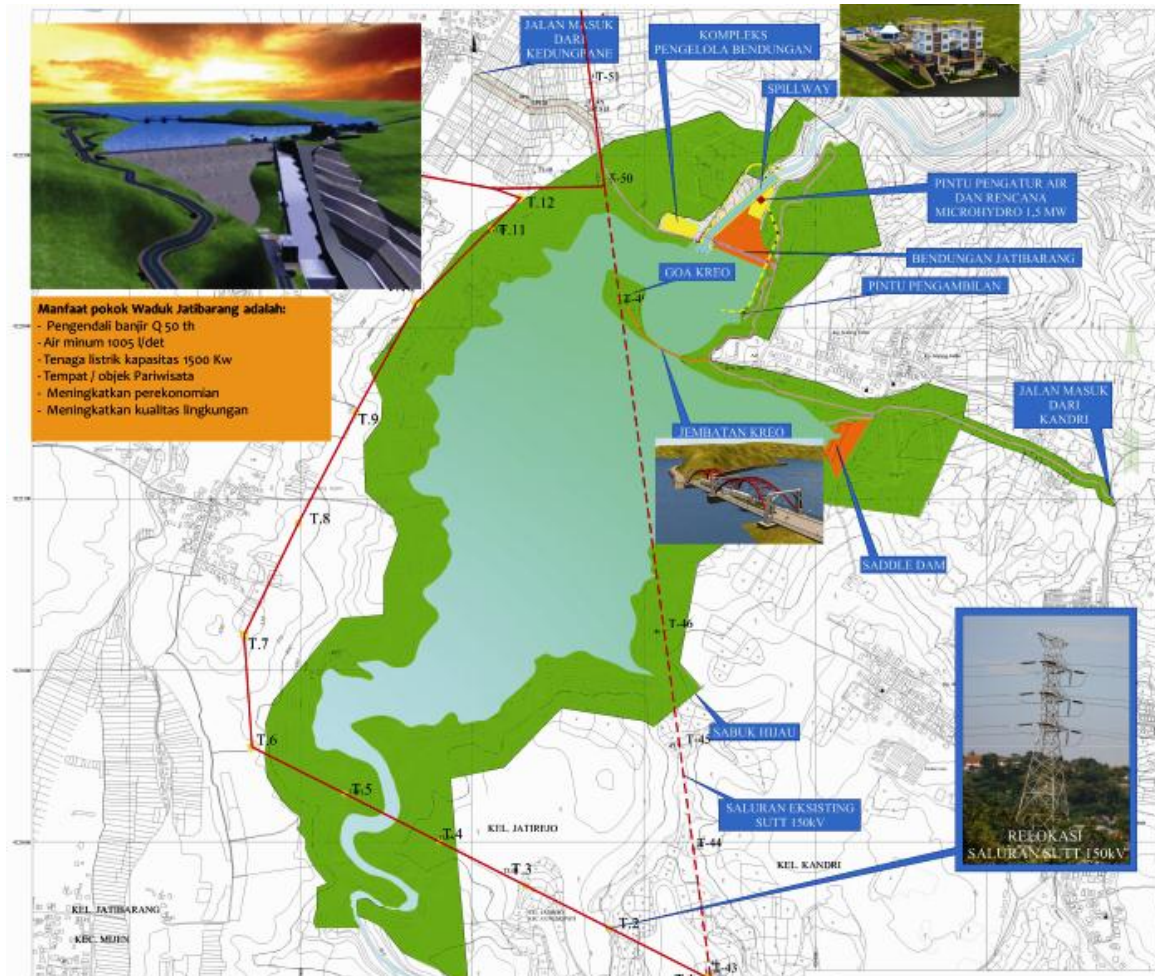 JALAN MASUK
DARI
KEDUNGPANE
KOMPLEKS
PENGELOLA BENDUNGAN
SPILLWAY
T-51
T-50
T.12
T.11
PINTU PENGATUR AIR
DAN RENCANA
MICROHYDRO 1,5 MW
BENDUNGAN JATIBARANG
GOA KREO
PINTU PENGAMBILAN
Manfaat pokok Waduk Jatibarang adalah:
- Pengendali banjir Q 50 th
- Air minum 1005 l/det
- Tenaga listrik kapasitas 1500 Kw
- Tempat / objek Pariwisata
- Meningkatkan perekonomian
- Meningkatkan kualitas lingkungan
T.9
JALAN MASUK
DARI
KANDRI
JEMBATAN KREO
T.8
SADDLE DAM
T-46
T.7
SABUK HIJAU
T-45
T.6
T.5
SALURAN EKSISTING
SUTT 150kV
T.4
KEL. JATIREJO
T-44
RELOKASI
SALURAN SUTT 150kV
T.3
KEL. KANDRI
KEL. JATIBARANG
T.2
KEC. MIJEN
T-43